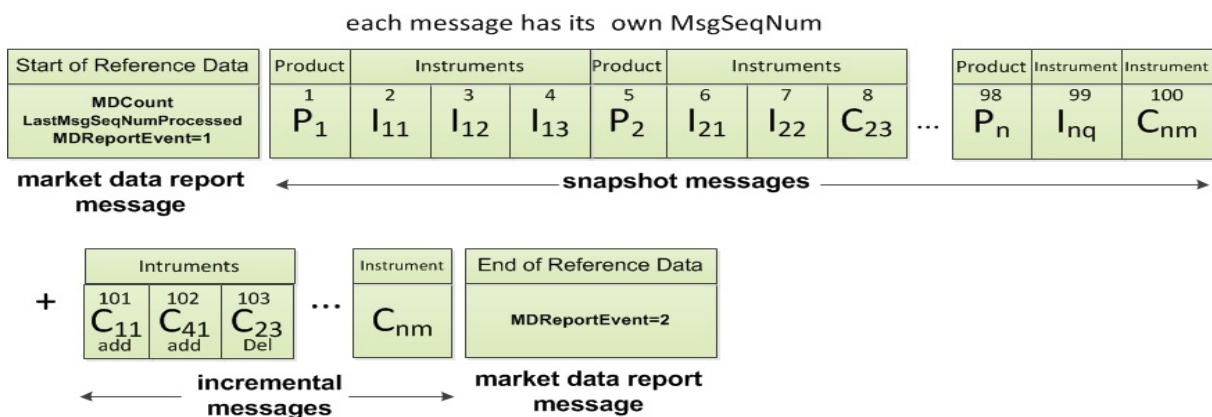 each message has its own MsgSeqNum
Start of Reference Data
MDCount
LastMsgSeqNumProcessed
MDReportEvent=1
market data report
message
Product Instruments Product Instruments Product Instrument Instrument
1 2 3 4 5 6 7 8 98 99 100
P1 I11 I12 I13 P2 I21 I22 C23 ... Pn Inq Cnm
snapshot messages
+
Intruments Instrument
101 102 103
C11 C41 C23 ... Cnm
add add Del
incremental
messages
End of Reference Data
MDReportEvent=2
market data report
message